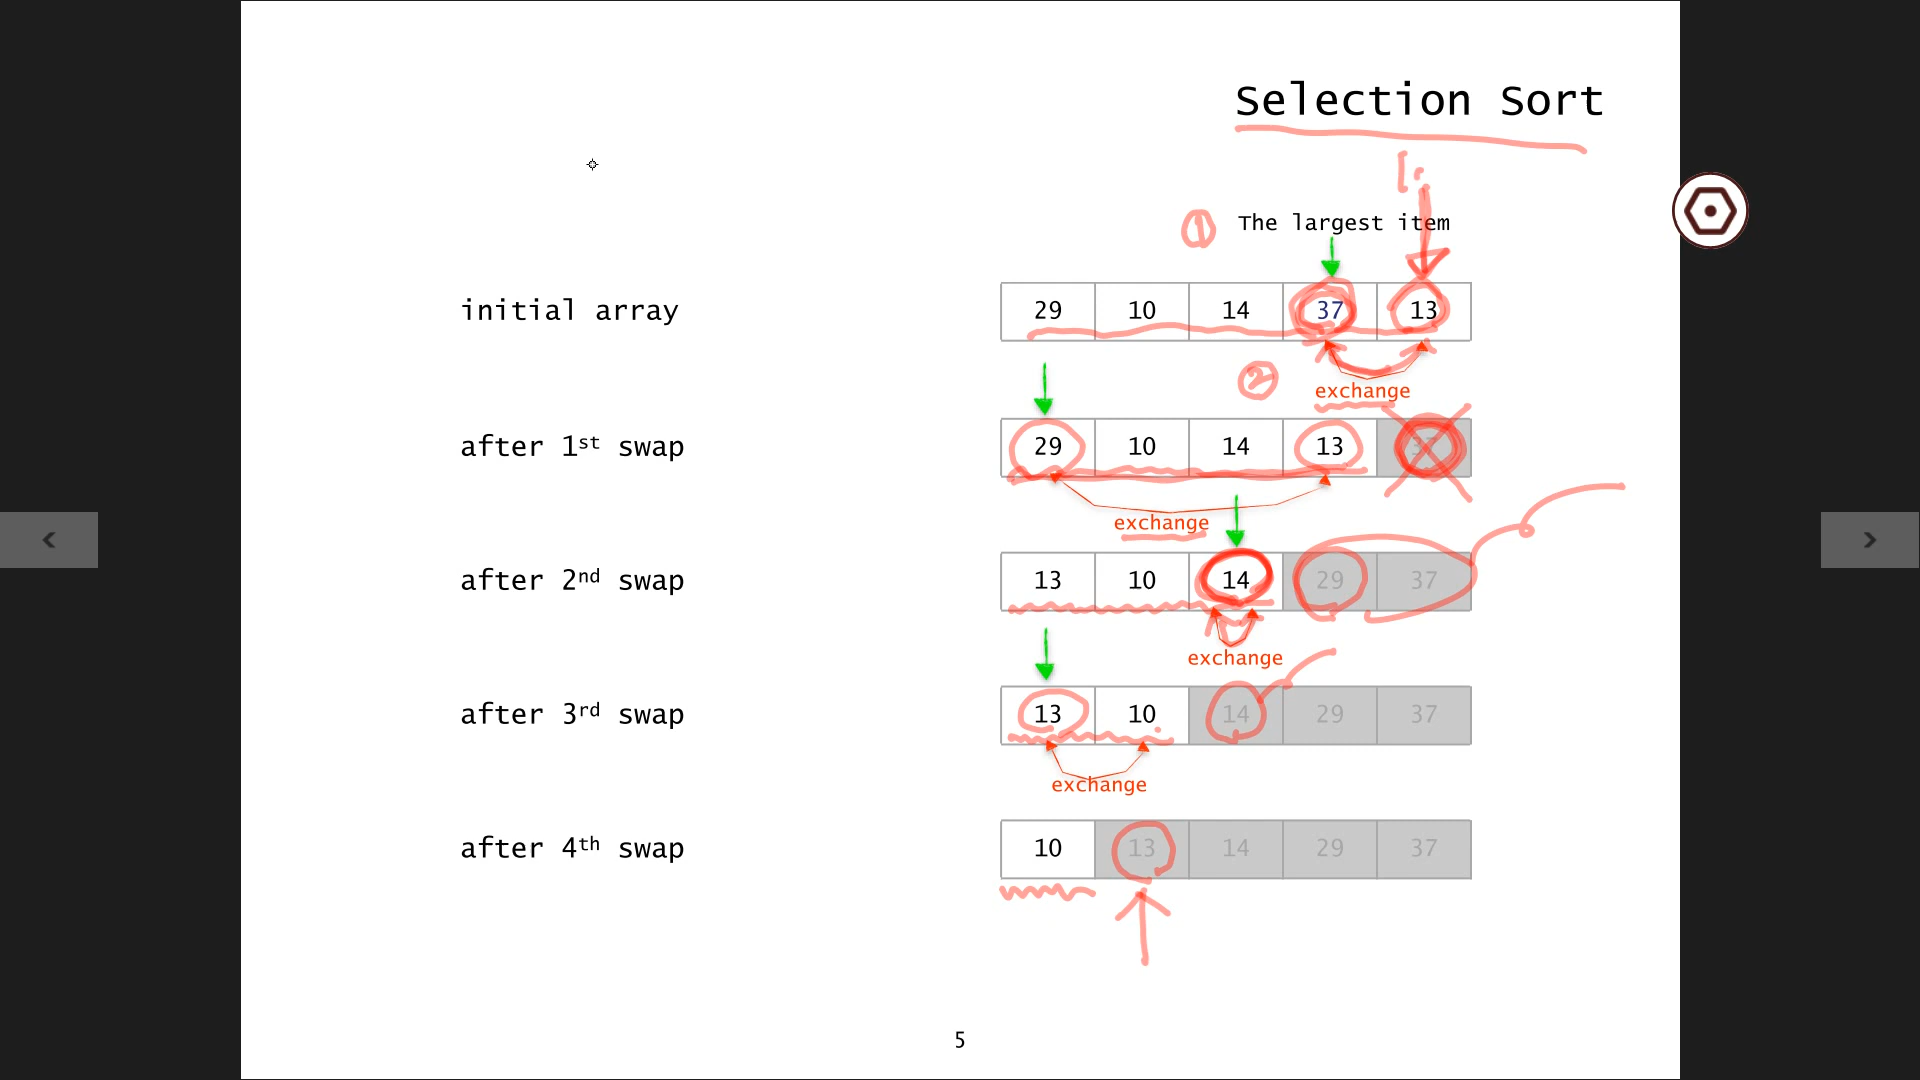 Selection Sort
1
The largest item
initial array 29 10 14 37 13
2
exchange
after 1st swap 29 10 14 13
exchange
after 2nd swap 13 10 14 29 37
exchange
after 3rd swap 13 10 14 29 37
exchange
after 4th swap 10 13 14 29 37
5